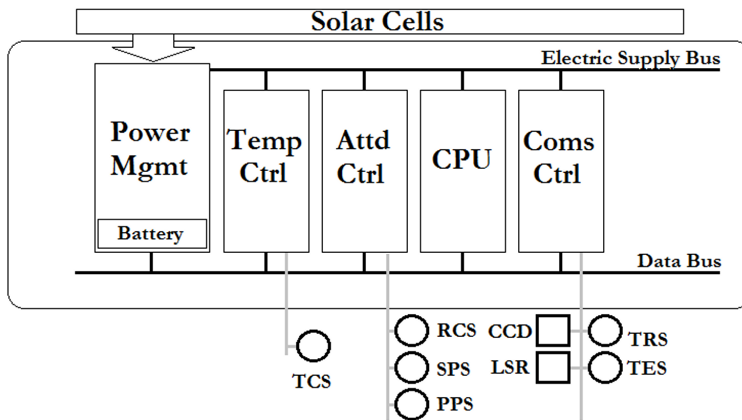 Solar Cells
Electric Supply Bus
Power
Mgmt
Battery
Temp
Ctrl
Attd
Ctrl
CPU
Coms
Ctrl
Data Bus
TCS
RCS
SPS
PPS
CCD
TRS
LSR
TES